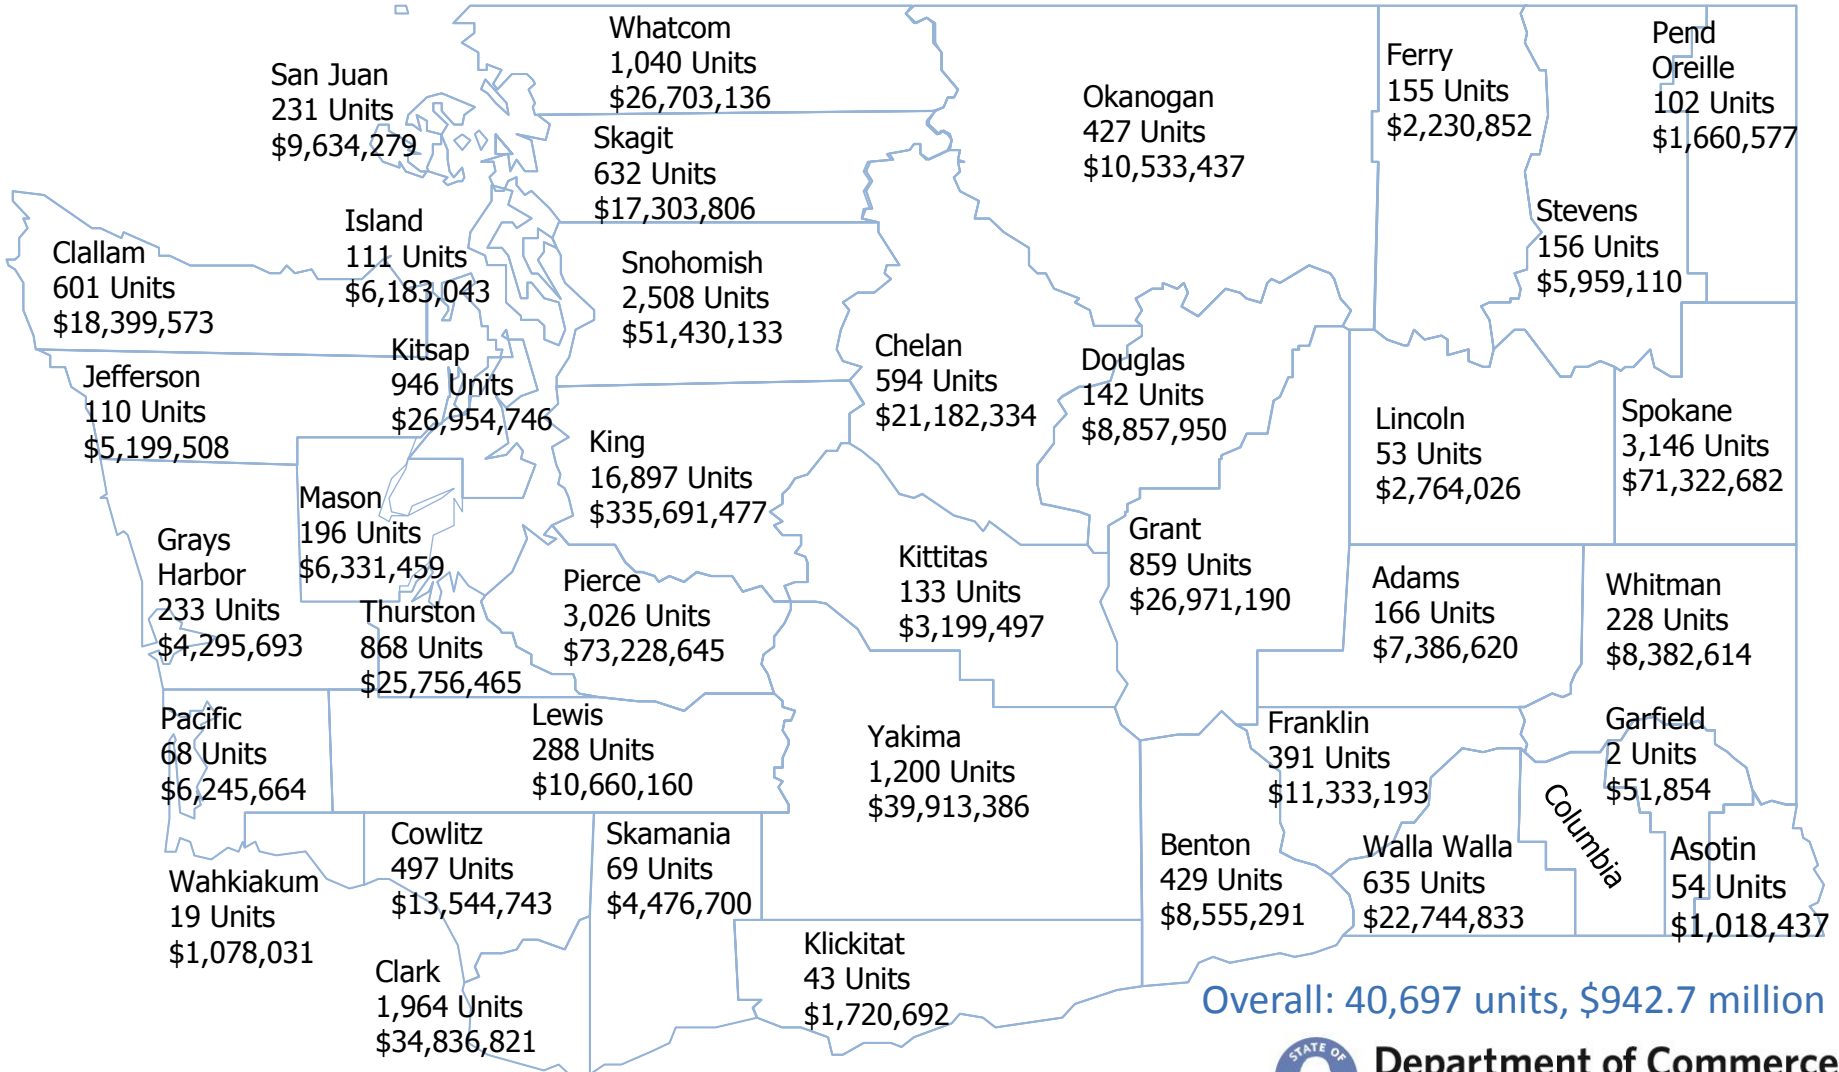 Whatcom
1,040 Units
$26,703,136
San Juan
231 Units
$9,634,279
Skagit
632 Units
$17,303,806
Okanogan
427 Units
$10,533,437
Ferry
155 Units
$2,230,852
Pend
Oreille
102 Units
$1,660,577
Stevens
156 Units
$5,959,110
Island
111 Units
$6,183,043
Clallam
601 Units
$18,399,573
Snohomish
2,508 Units
$51,430,133
Kitsap
946 Units
$26,954,746
Jefferson
110 Units
$5,199,508
Chelan
594 Units
$21,182,334
Douglas
142 Units
$8,857,950
Lincoln
53 Units
$2,764,026
Spokane
3,146 Units
$71,322,682
King
16,897 Units
$335,691,477
Mason
196 Units
$6,331,459
Grays
Harbor
233 Units
$4,295,693
Thurston
868 Units
$25,756,465
Pierce
3,026 Units
$73,228,645
Kittitas
133 Units
$3,199,497
Grant
859 Units
$26,971,190
Adams
166 Units
$7,386,620
Whitman
228 Units
$8,382,614
Pacific
68 Units
$6,245,664
Lewis
288 Units
$10,660,160
Yakima
1,200 Units
$39,913,386
Franklin
391 Units
$11,333,193
Garfield
2 Units
$51,854
Columbia
Wahkiakum
19 Units
$1,078,031
Cowlitz
497 Units
$13,544,743
Skamania
69 Units
$4,476,700
Benton
429 Units
$8,555,291
Walla Walla
635 Units
$22,744,833
Asotin
54 Units
$1,018,437
Clark
1,964 Units
$34,836,821
Klickitat
43 Units
$1,720,692
Overall: 40,697 units, $942.7 million
STATE OF
Department of Commerce